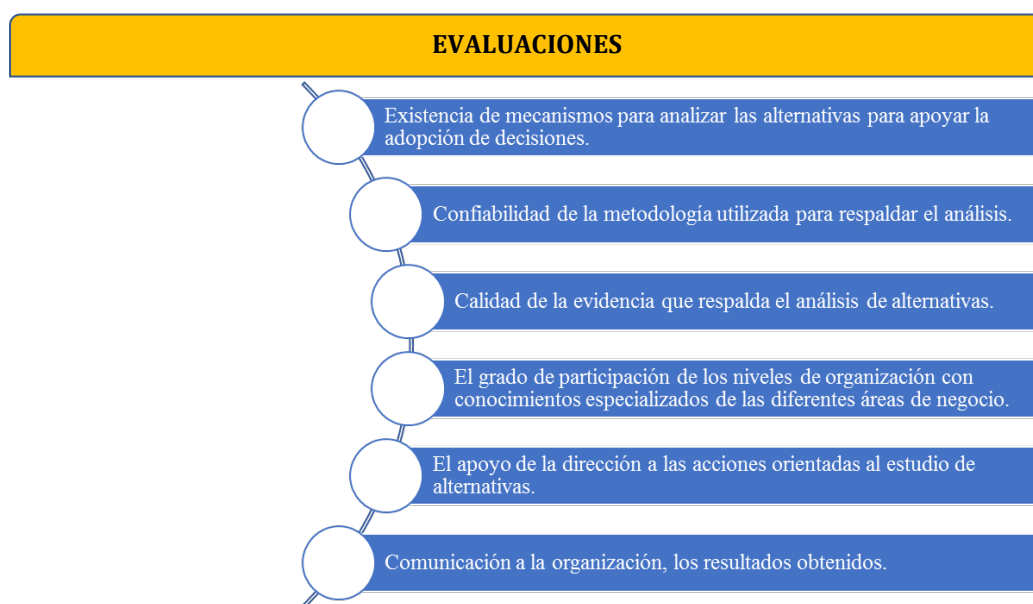 EVALUACIONES
Existencia de mecanismos para analizar las alternativas para apoyar la
adopción de decisiones.
Confiabilidad de la metodología utilizada para respaldar el análisis.
Calidad de la evidencia que respalda el análisis de alternativas.
El grado de participación de los niveles de organización con
conocimientos especializados de las diferentes áreas de negocio.
El apoyo de la dirección a las acciones orientadas al estudio de
alternativas.
Comunicación a la organización, los resultados obtenidos.